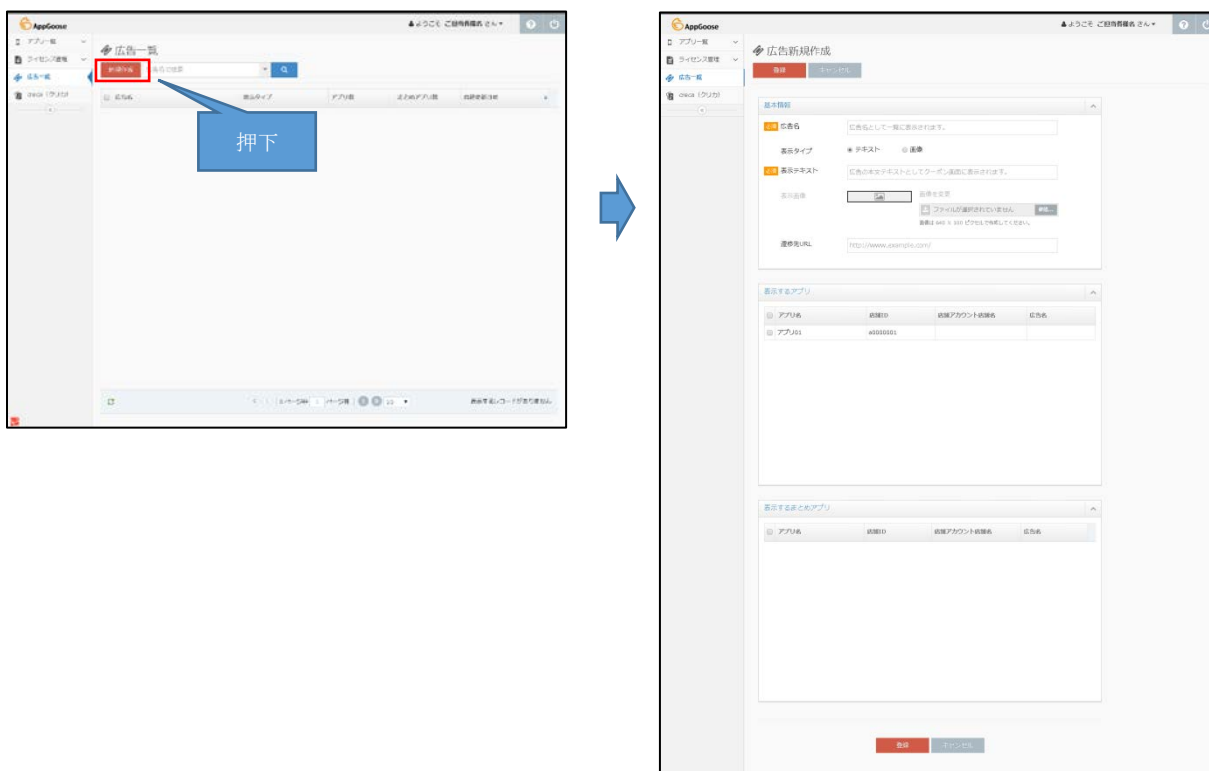 AppGoose
ようこそ ご担当者様名 さん
アプリ一覧
ライセンス管理
広告一覧
creca (クリカ)
広告一覧
新規作成
広告名
表示タイプ
アプリ数
まとめアプリ数
最終更新日時
押下
表示するレコードがありません
AppGoose
ようこそ ご担当者様名 さん
アプリ一覧
ライセンス管理
広告一覧
creca (クリカ)
広告新規作成
登録 キャンセル
基本情報
必須 広告名 広告名として一覧に表示されます。
表示タイプ テキスト 画像
必須 表示テキスト 広告の本文テキストとしてクーポン画面に表示されます。
表示画像 画像を変更
ファイルが選択されていません 参照...
遷移先URL http://www.example.com/
表示するアプリ
アプリ名 店舗ID 店舗アカウント店舗名 広告名
アプリ01 a0000001
表示するまとめアプリ
アプリ名 店舗ID 店舗アカウント店舗名 広告名
登録 キャンセル